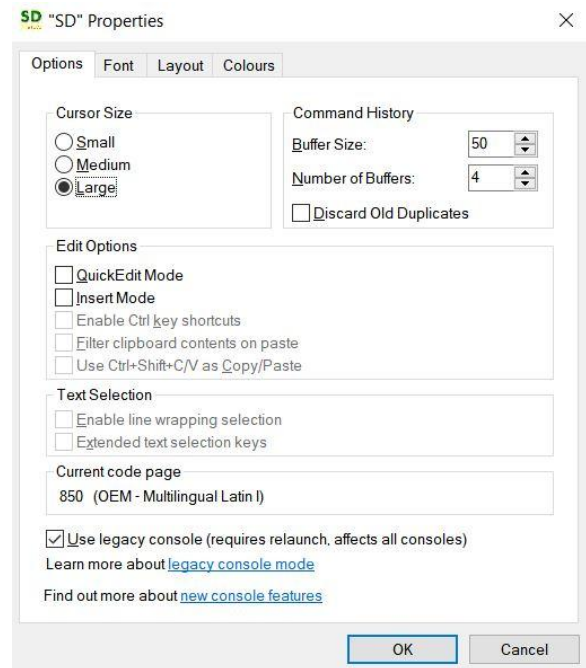 SD "SD" Properties
Options Font Layout Colours
Cursor Size
Small
Medium
Large
Command History
Buffer Size: 50
Number of Buffers: 4
Discard Old Duplicates
Edit Options
QuickEdit Mode
Insert Mode
Enable Ctrl key shortcuts
Filter clipboard contents on paste
Use Ctrl+Shift+C/V as Copy/Paste
Text Selection
Enable line wrapping selection
Extended text selection keys
Current code page
850 (OEM - Multilingual Latin I)
Use legacy console (requires relaunch, affects all consoles)
Learn more about legacy console mode
Find out more about new console features
OK Cancel